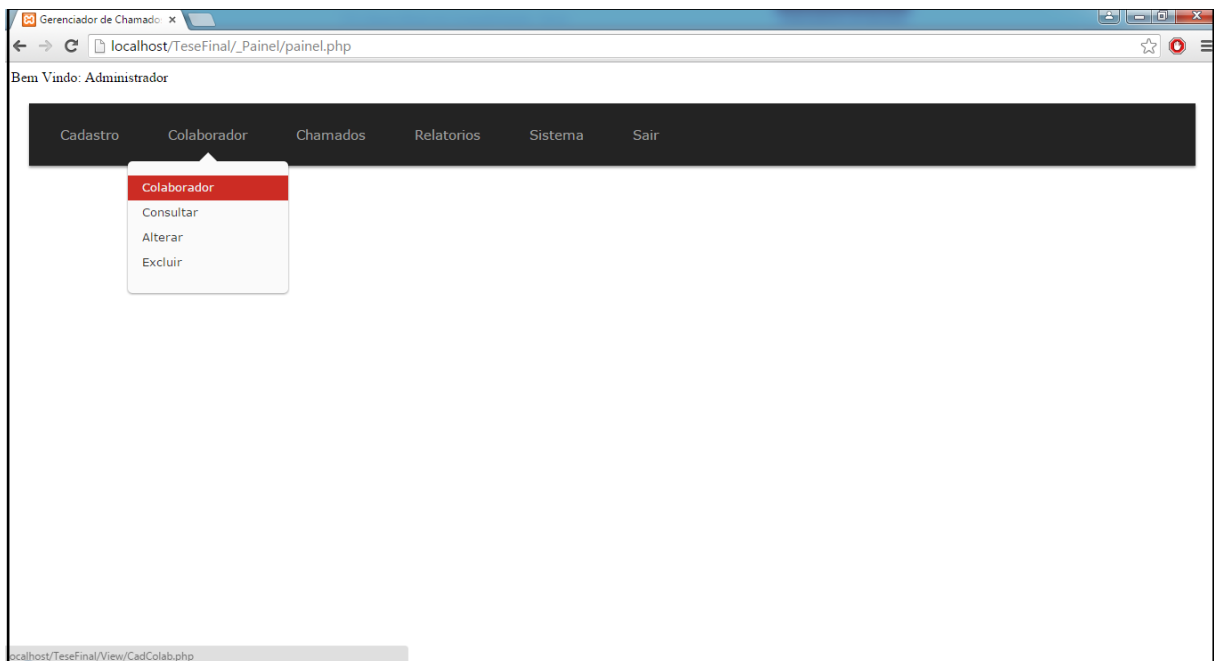 Gerenciador de Chamado
localhost/TeseFinal/_Painel/painel.php
Bem Vindo: Administrador
Cadastro Colaborador Chamados Relatorios Sistema Sair
Colaborador
Consultar
Alterar
Excluir
ocalhost/TeseFinal/View/CadColab.php